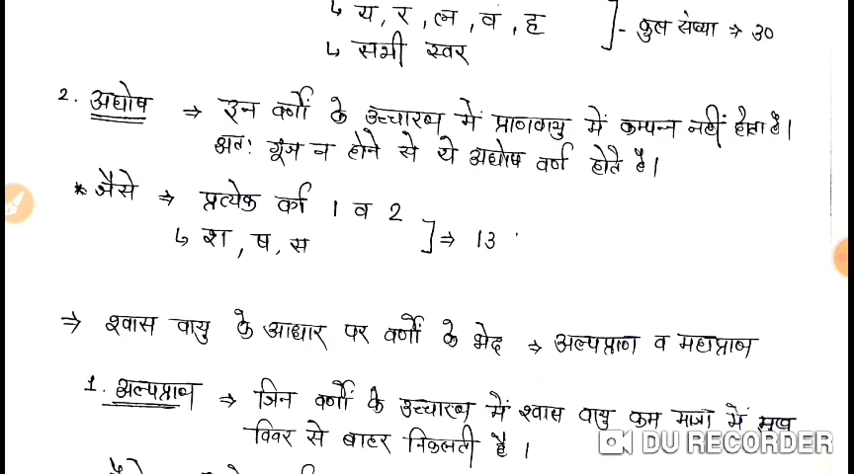 ↳ य, र, ल, व, ह ] - कुल संख्या ⇒ 30
↳ सभी स्वर
2. अघोष ⇒ इन वर्णों के उच्चारण में प्राणवायु में कम्पन्न नहीं होता है।
अतः गूंज न होने से ये अघोष वर्ण होते है।
* जैसे ⇒ प्रत्येक वर्ग 1 व 2
↳ श, ष, स ] ⇒ 13
⇒ श्वास वायु के आधार पर वर्णों के भेद ⇒ अल्पप्राण व महाप्राण
1. अल्पप्राण ⇒ जिन वर्णों के उच्चारण में श्वास वायु कम मात्रा में मुख
विवर से बाहर निकलती है।
DU RECORDER